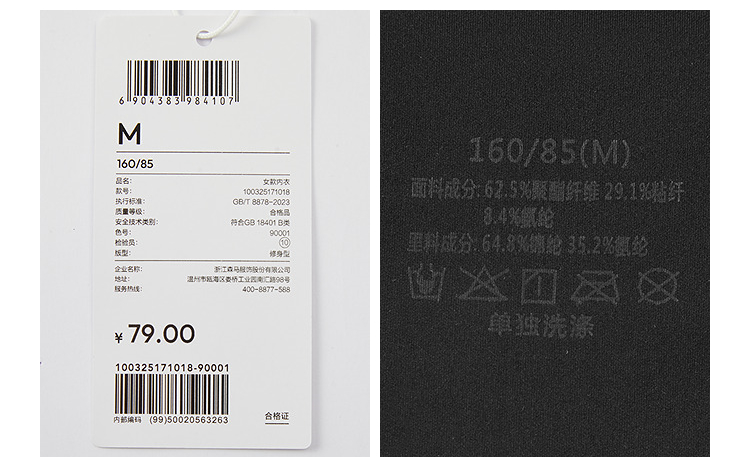 6 904383 984107
M
160/85
品名: 女款内衣
款号: 100325171018
执行标准: GB/T 8878-2023
质量等级: 合格品
安全技术类别: 符合GB 18401 B类
色号: 90001
检验员: 10
版型: 修身型
企业名称: 浙江森马服饰股份有限公司
地址: 温州市瓯海区娄桥工业园南汇路98号
服务热线: 400-8877-588
¥ 79.00
100325171018-90001
内部编码 (99)50020563263
合格证
160/85(M)
面料成分: 62.5%聚酯纤维 29.1%粘纤
8.4%氨纶
里料成分: 64.8%锦纶 35.2%氨纶
单独洗涤